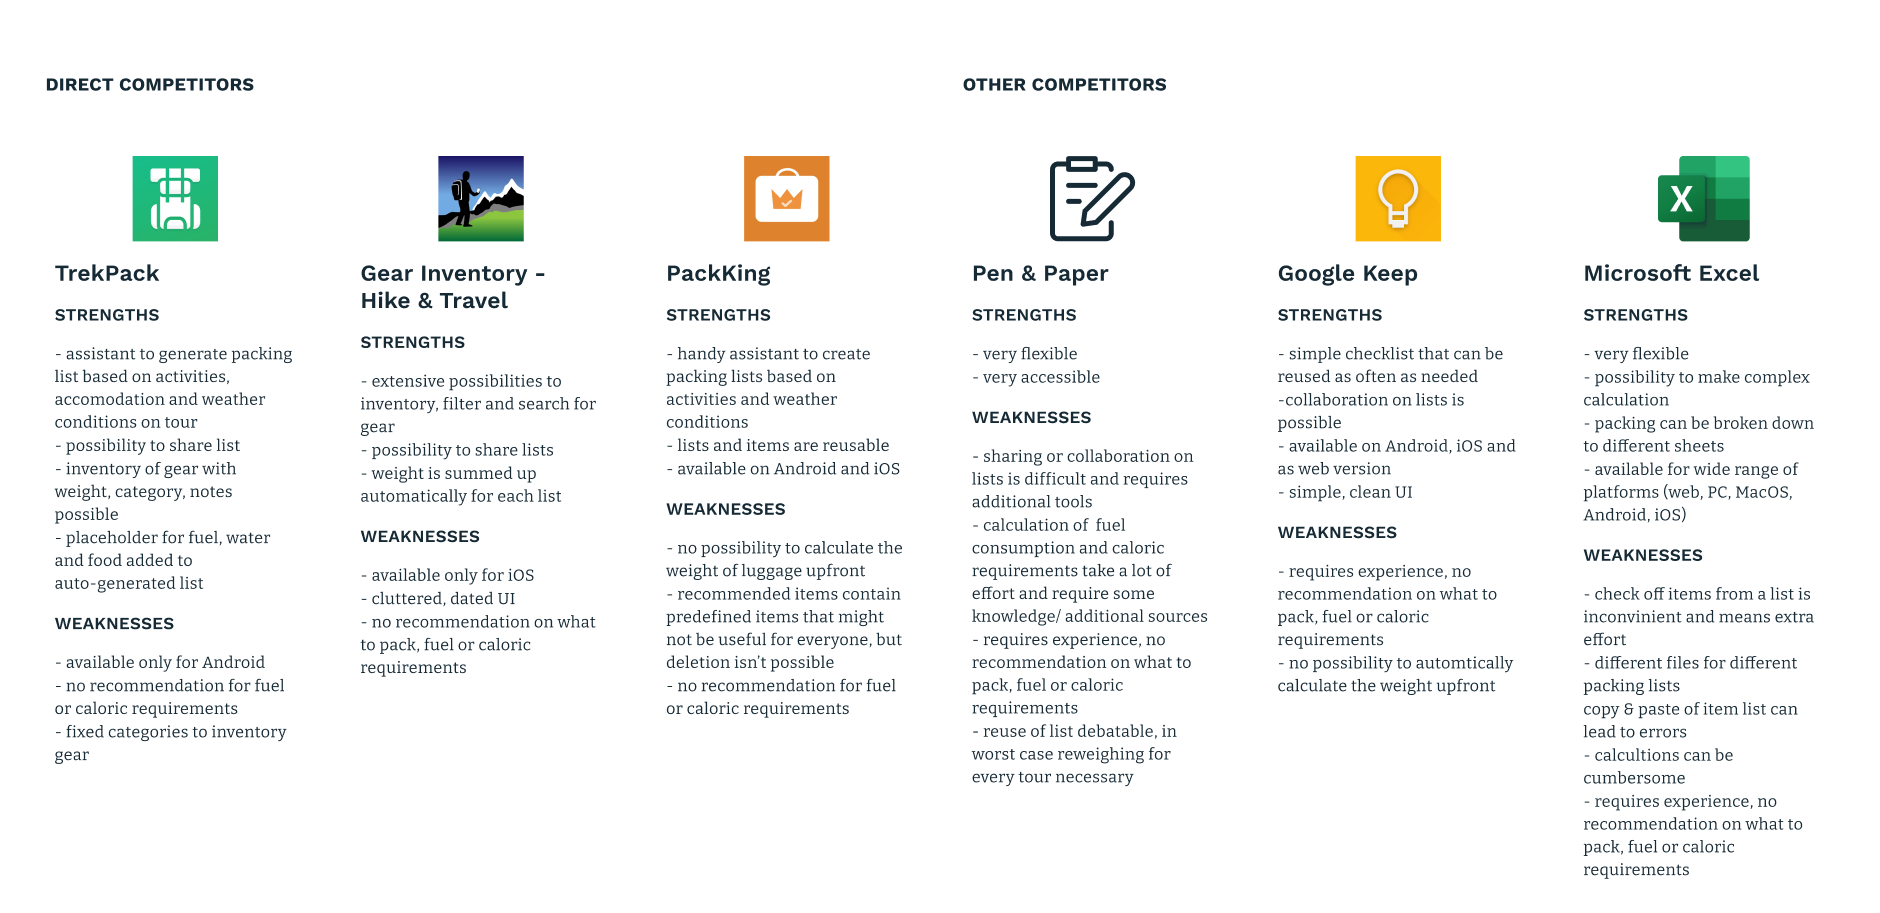 DIRECT COMPETITORS
OTHER COMPETITORS
TrekPack
STRENGTHS
- assistant to generate packing
list based on activities,
accomodation and weather
conditions on tour
- possibility to share list
- inventory of gear with
weight, category, notes
possible
- placeholder for fuel, water
and food added to
auto-generated list
WEAKNESSES
- available only for Android
- no recommendation for fuel
or caloric requirements
- fixed categories to inventory
gear
Gear Inventory -
Hike & Travel
STRENGTHS
- extensive possibilities to
inventory, filter and search for
gear
- possibility to share lists
- weight is summed up
automatically for each list
WEAKNESSES
- available only for iOS
- cluttered, dated UI
- no recommendation on what
to pack, fuel or caloric
requirements
PackKing
STRENGTHS
- handy assistant to create
packing lists based on
activities and weather
conditions
- lists and items are reusable
- available on Android and iOS
WEAKNESSES
- no possibility to calculate the
weight of luggage upfront
- recommended items contain
predefined items that might
not be useful for everyone, but
deletion isn't possible
- no recommendation for fuel
or caloric requirements
Pen & Paper
STRENGTHS
- very flexible
- very accessible
WEAKNESSES
- sharing or collaboration on
lists is difficult and requires
additional tools
- calculation of  fuel
consumption and caloric
requirements take a lot of
effort and require some
knowledge/ additional sources
- requires experience, no
recommendation on what to
pack, fuel or caloric
requirements
- reuse of list debatable, in
worst case reweighing for
every tour necessary
Google Keep
STRENGTHS
- simple checklist that can be
reused as often as needed
-collaboration on lists is
possible
- available on Android, iOS and
as web version
- simple, clean UI
WEAKNESSES
- requires experience, no
recommendation on what to
pack, fuel or caloric
requirements
- no possibility to automtically
calculate the weight upfront
X
Microsoft Excel
STRENGTHS
- very flexible
- possibility to make complex
calculation
- packing can be broken down
to different sheets
- available for wide range of
platforms (web, PC, MacOS,
Android, iOS)
WEAKNESSES
- check off items from a list is
inconvinient and means extra
effort
- different files for different
packing lists
copy & paste of item list can
lead to errors
- calcultions can be
cumbersome
- requires experience, no
recommendation on what to
pack, fuel or caloric
requirements